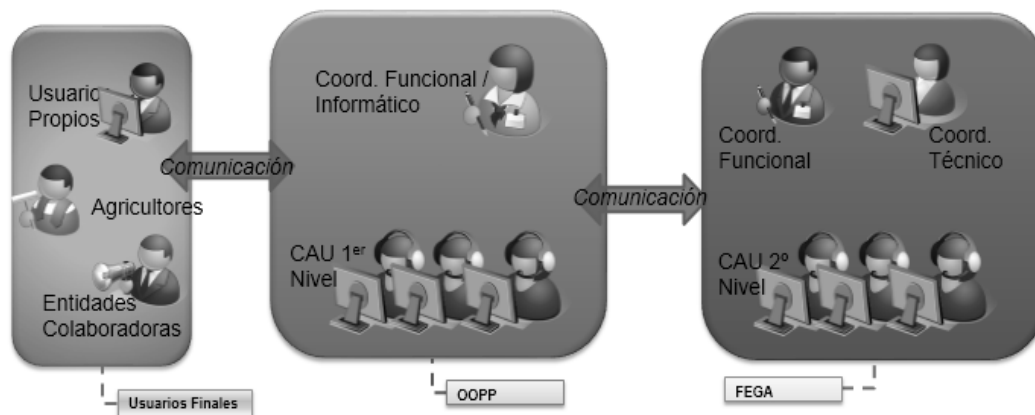 Usuario
Propios
Agricultores
Entidades
Colaboradoras
Usuarios Finales
Comunicación
Coord. Funcional /
Informático
CAU 1er
Nivel
OOPP
Comunicación
Coord.
Funcional
Coord.
Técnico
CAU 2º
Nivel
FEGA